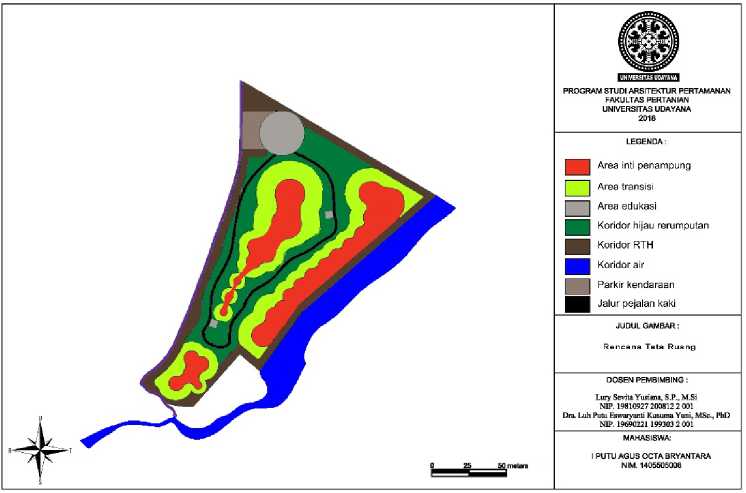 UNIVERSITAS UDAYANA
PROGRAM STUDI ARSITEKTUR PERTAMANAN
FAKULTAS PERTANIAN
UNIVERSITAS UDAYANA
2018
LEGENDA :
Area inti penampung
Area transisi
Area edukasi
Koridor hijau rerumputan
Koridor RTH
Koridor air
Parkir kendaraan
Jalur pejalan kaki
JUDUL GAMBAR :
Rencana Tata Ruang
DOSEN PEMBIMBING :
Lury Sevita Yusiana, S.P., M.Si
NIP. 19810927 200812 2 001
Dra. Luh Putu Eswaryanti Kusuma Yuni, MSc., PhD
NIP. 19690221 199303 2 001
MAHASISWA:
I PUTU AGUS OCTA BRYANTARA
NIM. 1405505008
0 25 50 meters